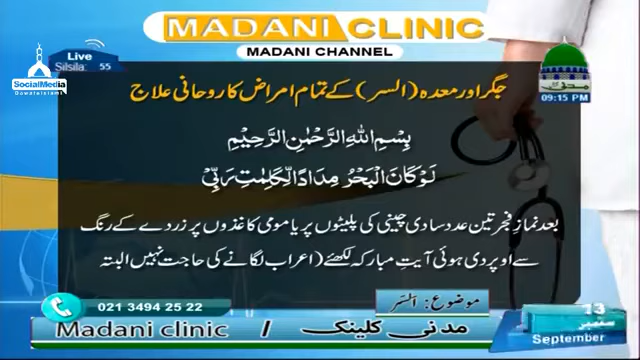 MADANI CLINIC
MADANI CHANNEL
Live
Silsila: 55
SocialMedia
Dawateislami
مدنی
09:15 PM
جگر اور معدہ (السر) کے تمام امراض کا روحانی علاج
بِسْمِ اللهِ الرَّحْمٰنِ الرَّحِيْمِ
لَوْ كَانَ الْبَحْرُ مِدَادًا لِّكَلِمٰتِ رَبِّیْ
بعد نمازِ فجر تین عدد سادی چینی کی پلیٹوں پر یا مومی کاغذوں پر زردے کے رنگ
سے اوپر دی ہوئی آیتِ مبارکہ لکھئے (اعراب لگانے کی حاجت نہیں البتہ
موضوع: السر
021 3494 25 22
Madani clinic / مدنی کلینک
13
ستمبر
September